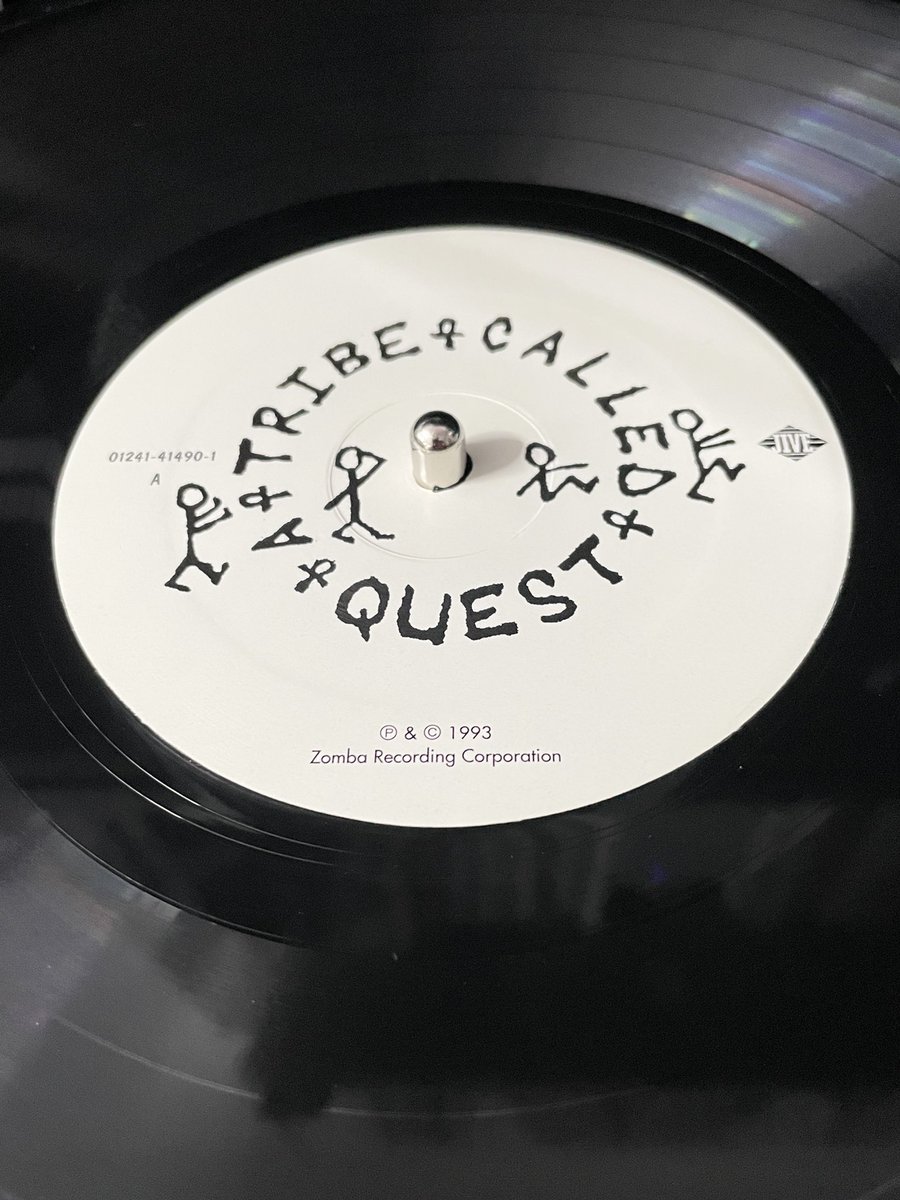 A☥TRIBE☥CALLED☥QUEST☥
01241-41490-1
A
JIVE
℗ & © 1993
Zomba Recording Corporation